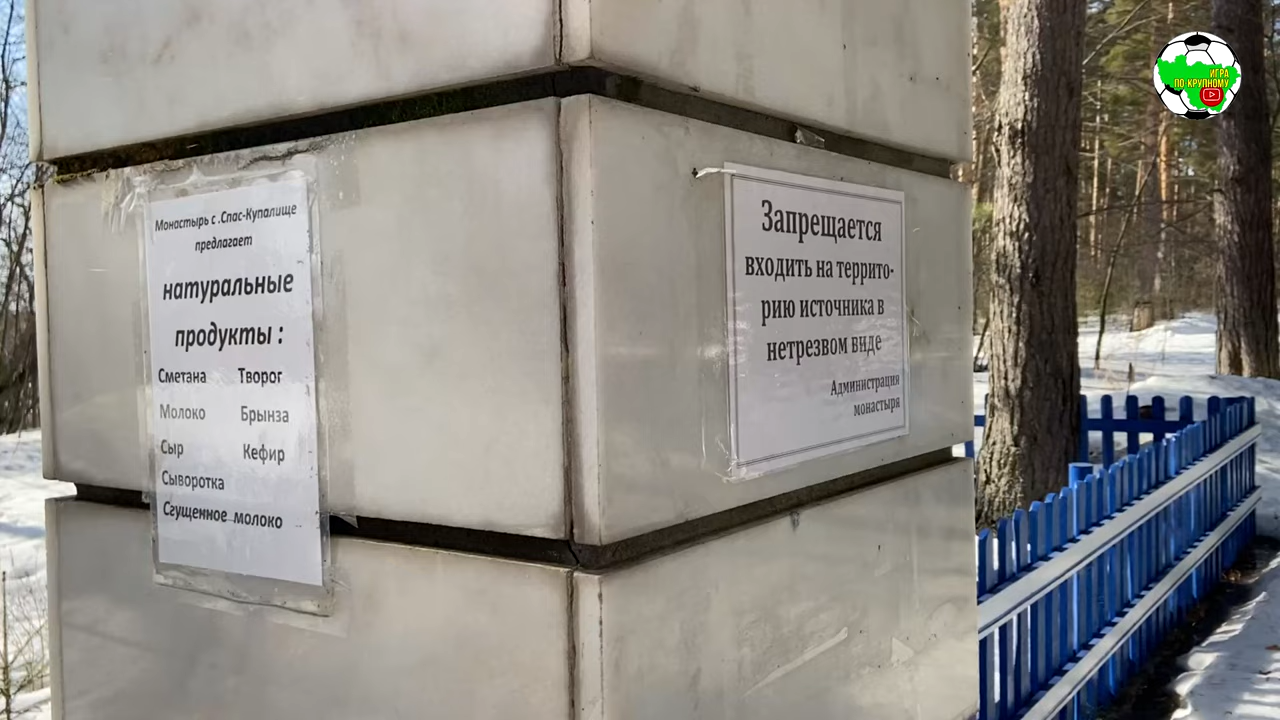 Монастырь с .Спас-Купалище
предлагает
натуральные
продукты :
Сметана Творог
Молоко Брынза
Сыр Кефир
Сыворотка
Сгущенное молоко
Запрещается
входить на террито-
рию источника в
нетрезвом виде
Администрация
монастыря
ИГРА
ПО КРУПНОМУ